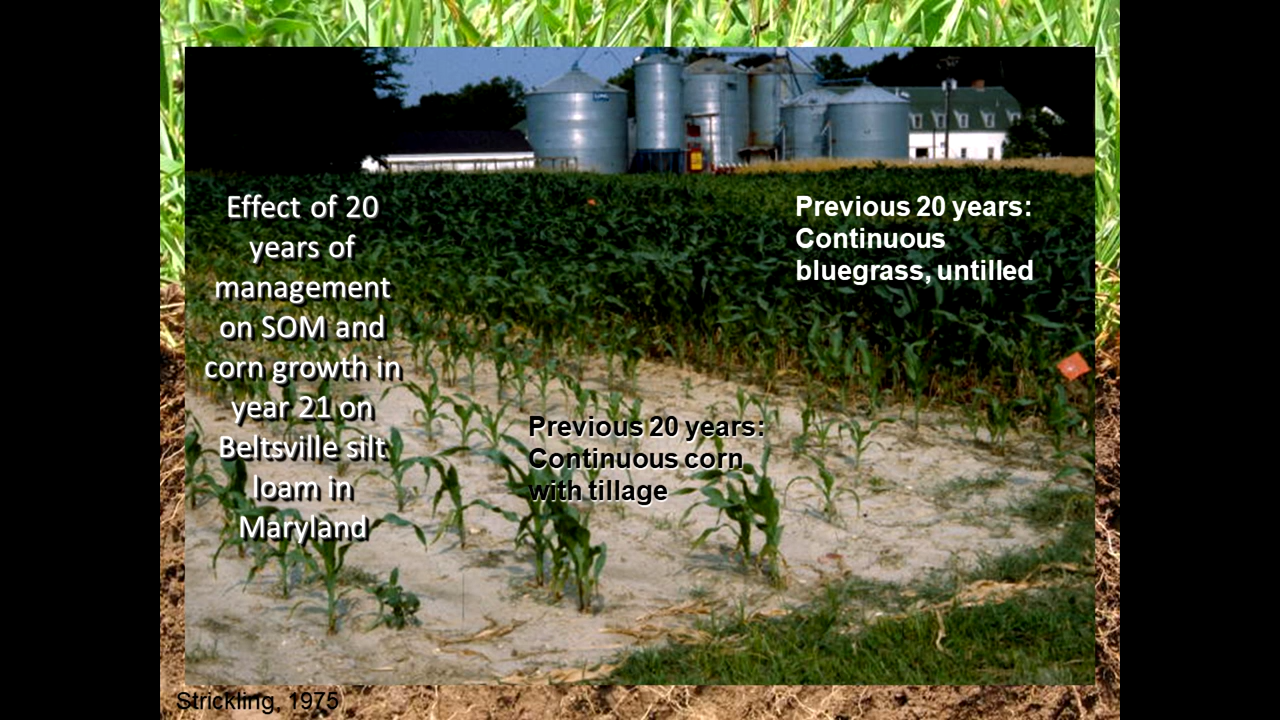 Effect of 20
years of
management
on SOM and
corn growth in
year 21 on
Beltsville silt
loam in
Maryland
Previous 20 years:
Continuous
bluegrass, untilled
Previous 20 years:
Continuous corn
with tillage
Strickling, 1975